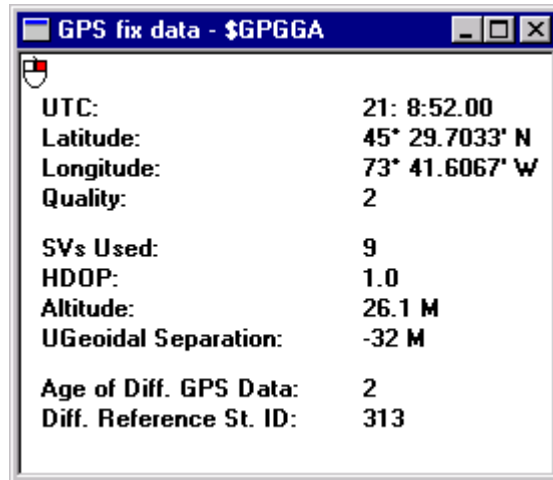 GPS fix data - $GPGGA
UTC: 21: 8:52.00
Latitude: 45° 29.7033' N
Longitude: 73° 41.6067' W
Quality: 2
SVs Used: 9
HDOP: 1.0
Altitude: 26.1 M
UGeoidal Separation: -32 M
Age of Diff. GPS Data: 2
Diff. Reference St. ID: 313